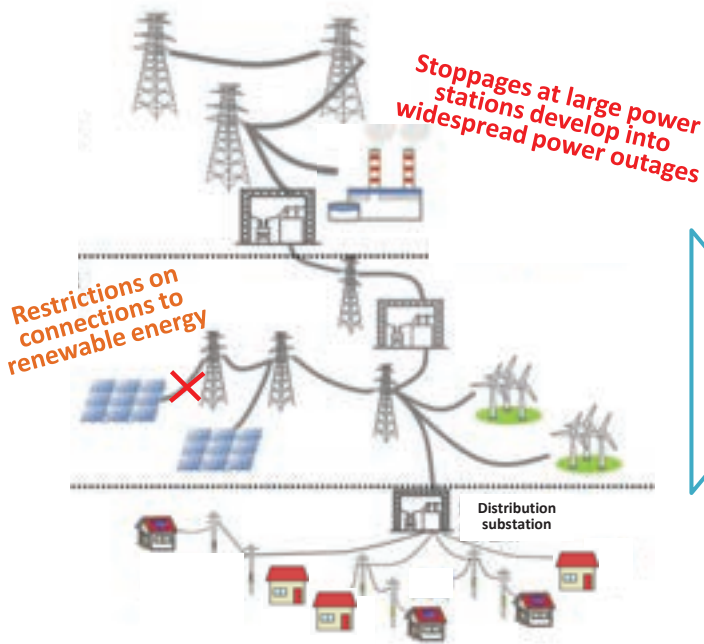 Stoppages at large power
stations develop into
widespread power outages
Restrictions on
connections to
renewable energy
Distribution
substation